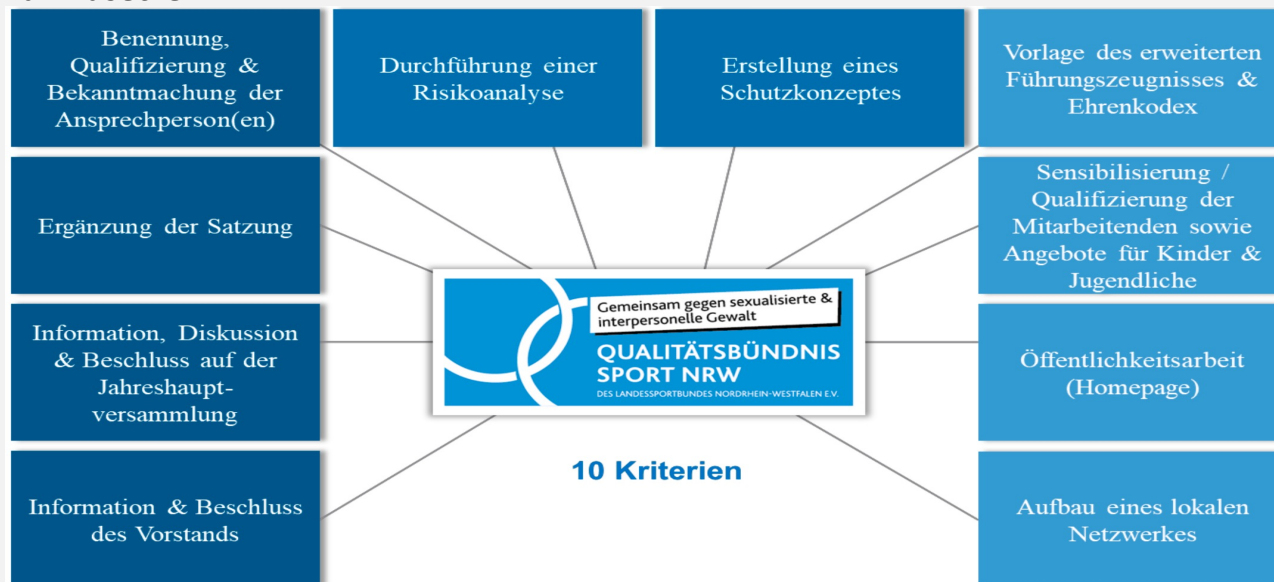 Benennung,
Qualifizierung &
Bekanntmachung der
Ansprechperson(en)
Durchführung einer
Risikoanalyse
Erstellung eines
Schutzkonzeptes
Vorlage des erweiterten
Führungszeugnisses &
Ehrenkodex
Ergänzung der Satzung
Sensibilisierung /
Qualifizierung der
Mitarbeitenden sowie
Angebote für Kinder &
Jugendliche
Gemeinsam gegen sexualisierte &
interpersonelle Gewalt
QUALITÄTSBÜNDNIS
SPORT NRW
DES LANDESSPORTBUNDES NORDRHEIN-WESTFALEN E.V.
Information, Diskussion
& Beschluss auf der
Jahreshaupt-
versammlung
Öffentlichkeitsarbeit
(Homepage)
10 Kriterien
Information & Beschluss
des Vorstands
Aufbau eines lokalen
Netzwerkes